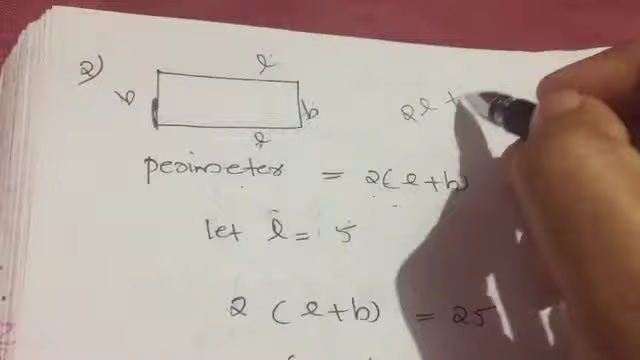 2)
l
b
b
2l +
l
perimeter = 2(l+b)
let l = 5
2 (l+b) = 25